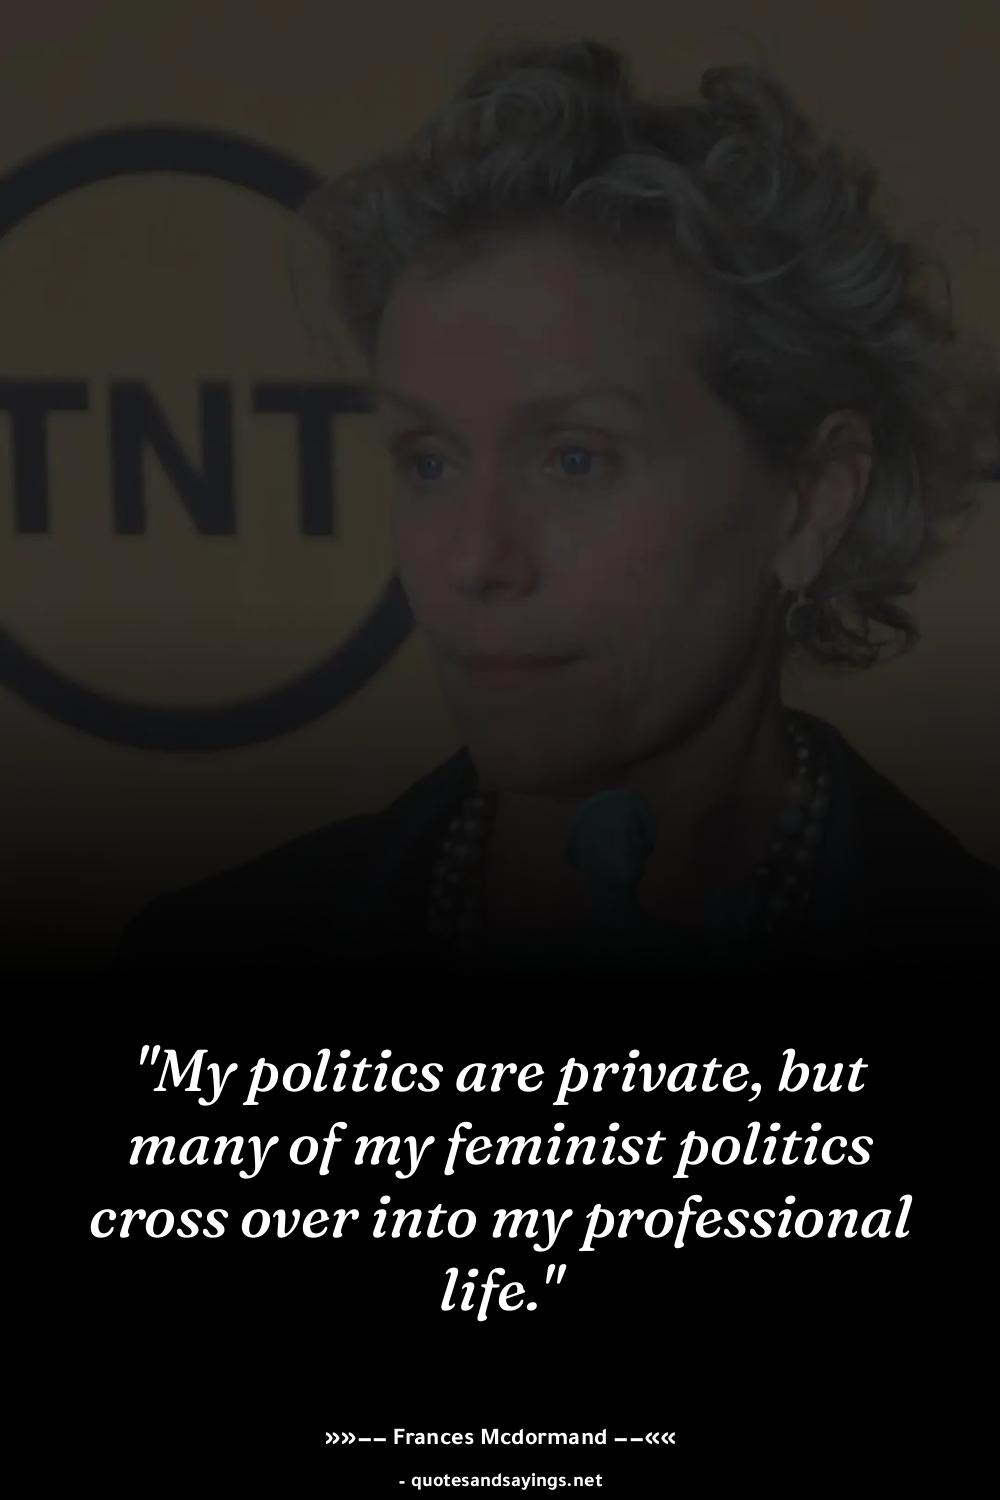 TNT
"My politics are private, but
many of my feminist politics
cross over into my professional
life."
»»–– Frances Mcdormand ––««
- quotesandsayings.net